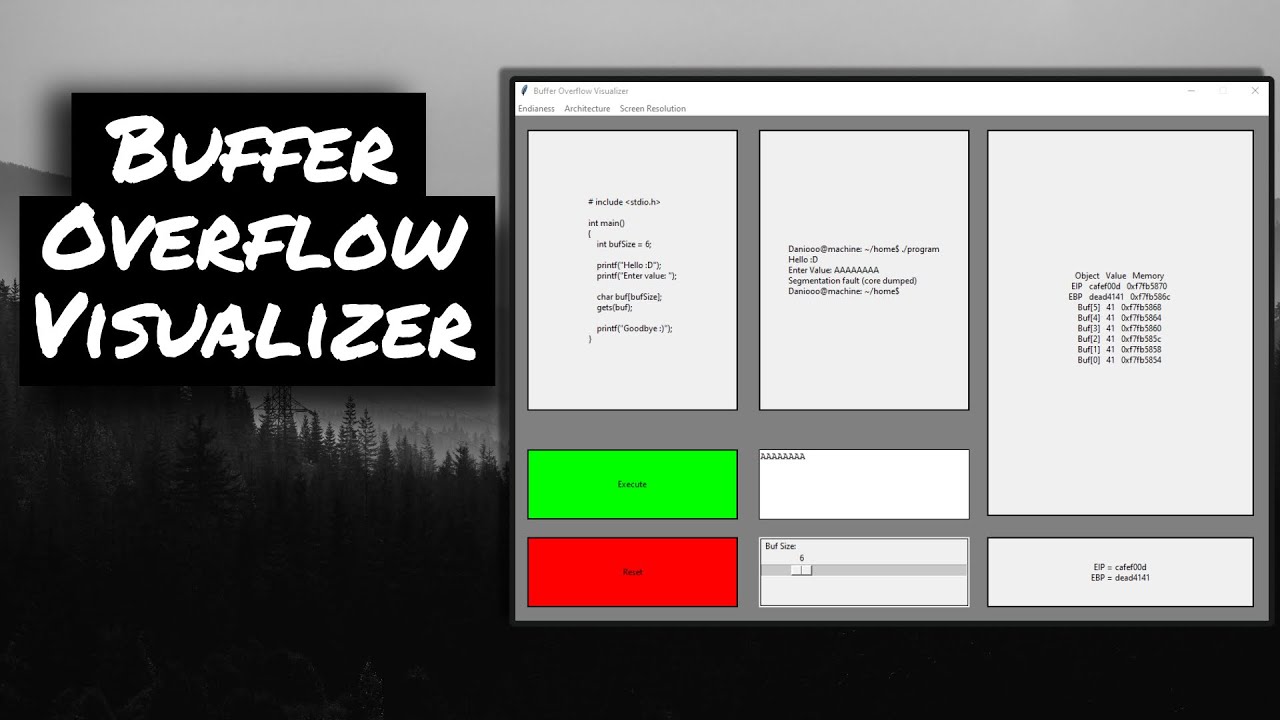 Buffer
Overflow
Visualizer
Buffer Overflow Visualizer
Endianess Architecture Screen Resolution
# include <stdio.h>
int main()
{
int bufSize = 6;
printf("Hello :D");
printf("Enter value: ");
char buf[bufSize];
gets(buf);
printf("Goodbye :)");
}
Daniooo@machine: ~/home$ ./program
Hello :D
Enter Value: AAAAAAAA
Segmentation fault (core dumped)
Daniooo@machine: ~/home$
Object Value Memory
EIP cafef00d 0xf7fb5870
EBP dead4141 0xf7fb586c
Buf[5] 41 0xf7fb5868
Buf[4] 41 0xf7fb5864
Buf[3] 41 0xf7fb5860
Buf[2] 41 0xf7fb585c
Buf[1] 41 0xf7fb5858
Buf[0] 41 0xf7fb5854
Execute
AAAAAAAA
Reset
Buf Size:
6
EIP = cafef00d
EBP = dead4141